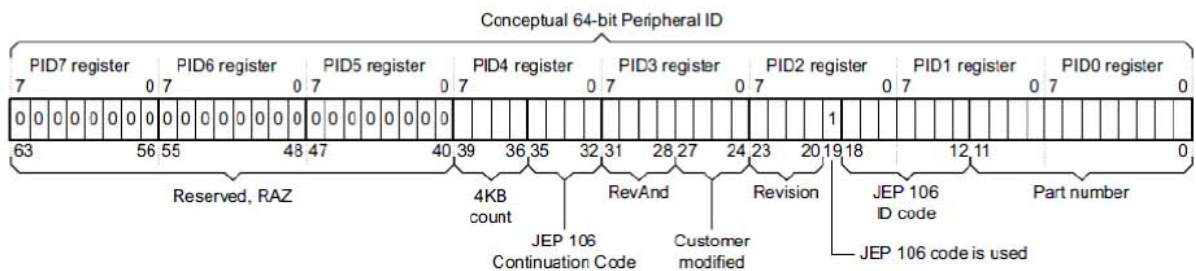 Conceptual 64-bit Peripheral ID
PID7 register PID6 register PID5 register PID4 register PID3 register PID2 register PID1 register PID0 register
7 0 7 0 7 0 7 0 7 0 7 0 7 0 7 0
0 0 0 0 0 0 0 0 0 0 0 0 0 0 0 0 0 0 0 0 0 0 0 0 1
63 56 55 48 47 40 39 36 35 32 31 28 27 24 23 20 19 18 12 11 0
Reserved, RAZ 4KB count RevAnd Revision JEP 106 ID code Part number
JEP 106 Continuation Code Customer modified JEP 106 code is used